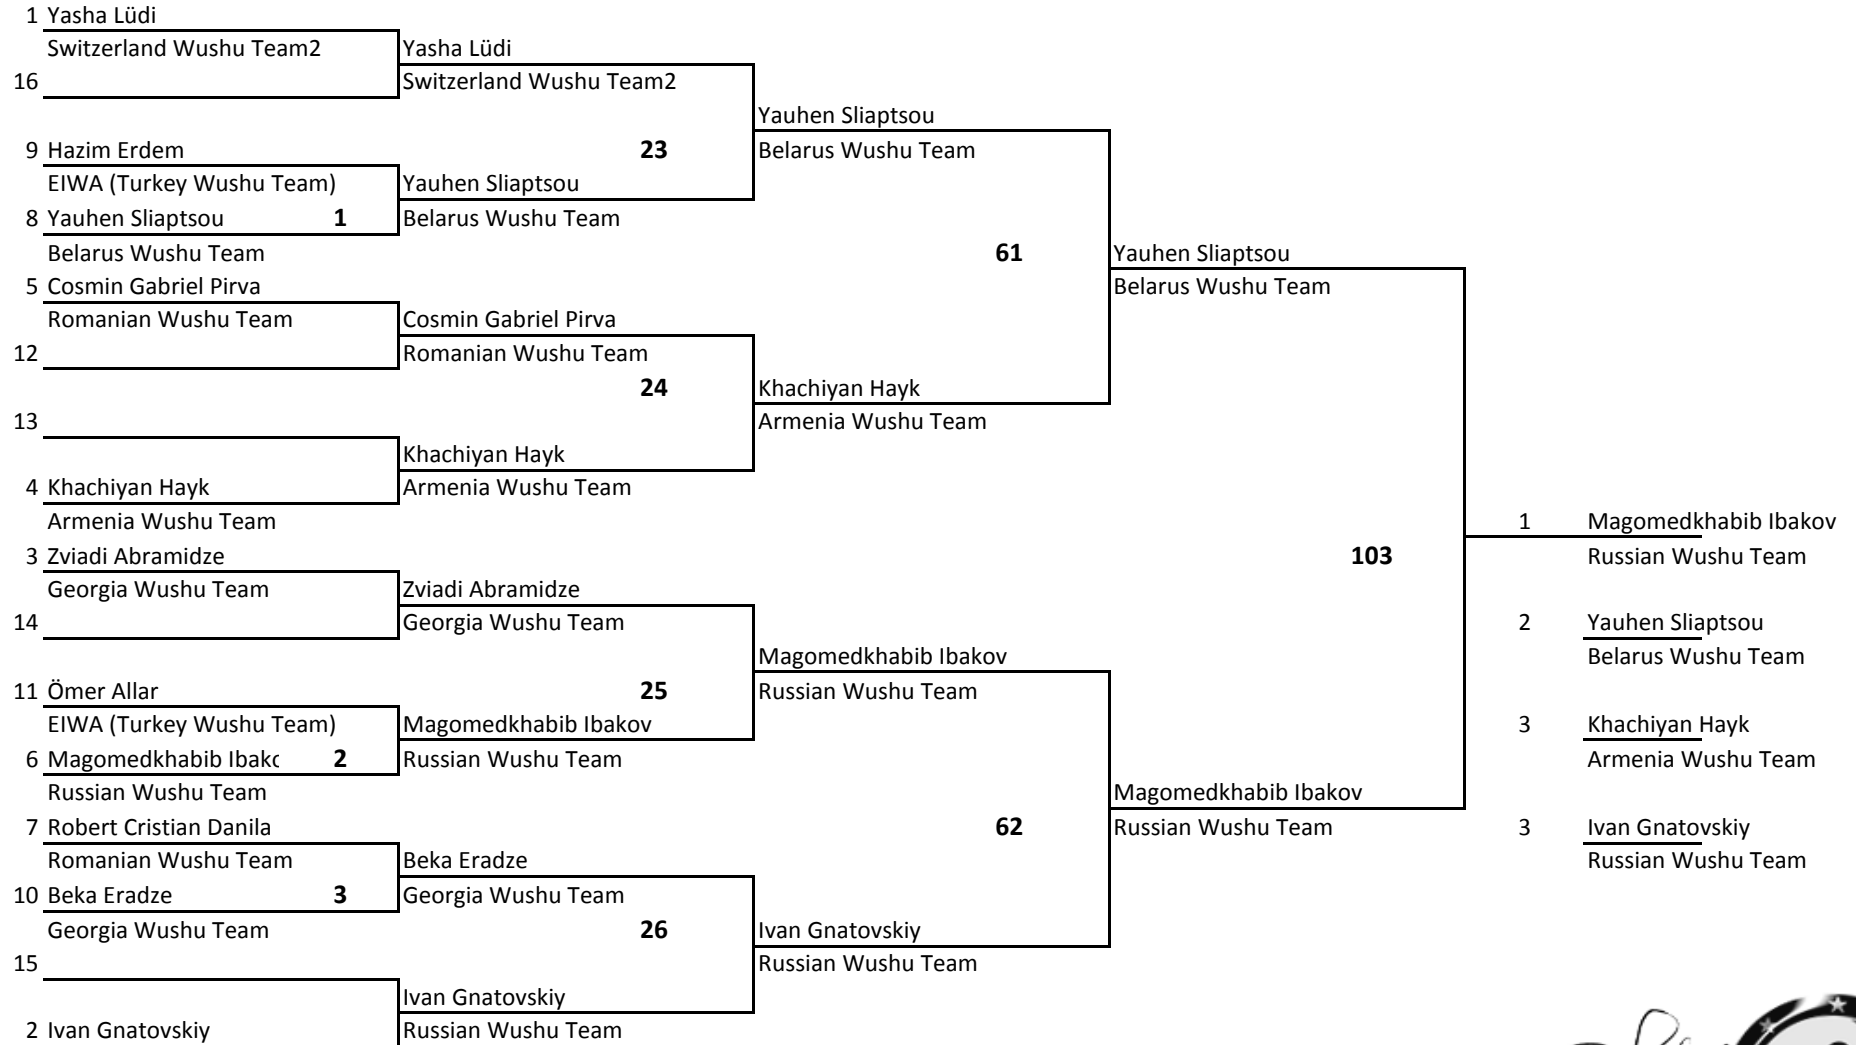 1 Yasha Lüdi
Switzerland Wushu Team2 Yasha Lüdi
16 Switzerland Wushu Team2
Yauhen Sliaptsou
9 Hazim Erdem 23 Belarus Wushu Team
EIWA (Turkey Wushu Team) Yauhen Sliaptsou
8 Yauhen Sliaptsou 1 Belarus Wushu Team
Belarus Wushu Team 61 Yauhen Sliaptsou
5 Cosmin Gabriel Pirva Belarus Wushu Team
Romanian Wushu Team Cosmin Gabriel Pirva
12 Romanian Wushu Team
24 Khachiyan Hayk
13 Armenia Wushu Team
Khachiyan Hayk
4 Khachiyan Hayk Armenia Wushu Team
Armenia Wushu Team 1 Magomedkhabib Ibakov
3 Zviadi Abramidze 103 Russian Wushu Team
Georgia Wushu Team Zviadi Abramidze
14 Georgia Wushu Team 2 Yauhen Sliaptsou
Magomedkhabib Ibakov Belarus Wushu Team
11 Ömer Allar 25 Russian Wushu Team
EIWA (Turkey Wushu Team) Magomedkhabib Ibakov 3 Khachiyan Hayk
6 Magomedkhabib Ibakc 2 Russian Wushu Team Armenia Wushu Team
Russian Wushu Team Magomedkhabib Ibakov
7 Robert Cristian Danila 62 Russian Wushu Team 3 Ivan Gnatovskiy
Romanian Wushu Team Beka Eradze Russian Wushu Team
10 Beka Eradze 3 Georgia Wushu Team
Georgia Wushu Team 26 Ivan Gnatovskiy
15 Russian Wushu Team
Ivan Gnatovskiy
2 Ivan Gnatovskiy Russian Wushu Team